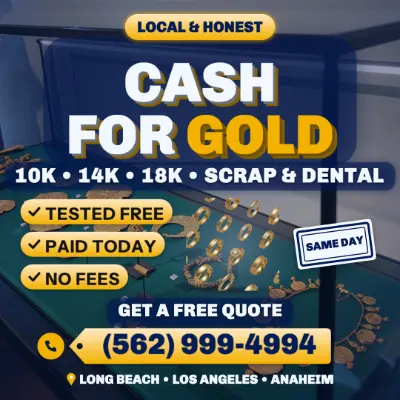 LOCAL & HONEST
CASH
FOR GOLD
10K • 14K • 18K • SCRAP & DENTAL
✓ TESTED FREE
✓ PAID TODAY
✓ NO FEES
SAME DAY
GET A FREE QUOTE
(562) 999-4994
LONG BEACH • LOS ANGELES • ANAHEIM